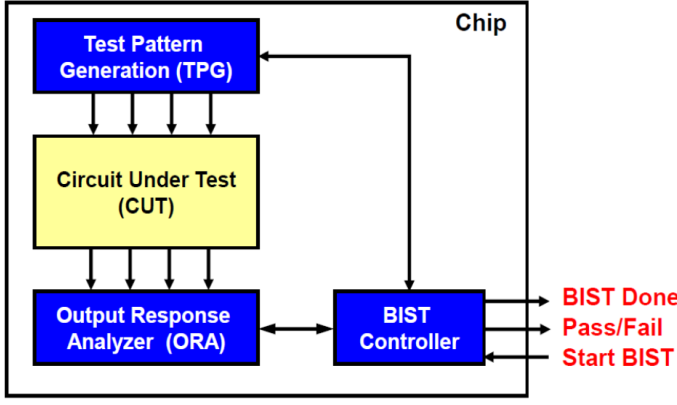 Chip
Test Pattern
Generation (TPG)
Circuit Under Test
(CUT)
Output Response
Analyzer (ORA)
BIST
Controller
BIST Done
Pass/Fail
Start BIST